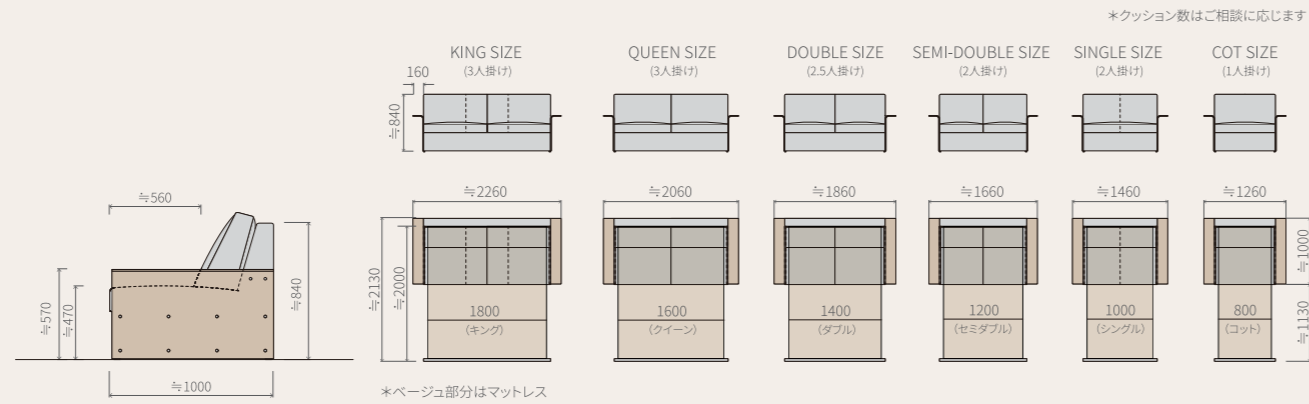 ＊クッション数はご相談に応じます
KING SIZE
(3人掛け)
QUEEN SIZE
(3人掛け)
DOUBLE SIZE
(2.5人掛け)
SEMI-DOUBLE SIZE
(2人掛け)
SINGLE SIZE
(2人掛け)
COT SIZE
(1人掛け)
160
≒840
≒2260
≒2060
≒1860
≒1660
≒1460
≒1260
≒560
≒570
≒470
≒840
≒1000
≒2130
≒2000
1800
(キング)
1600
(クイーン)
1400
(ダブル)
1200
(セミダブル)
1000
(シングル)
800
(コット)
≒1000
≒1130
＊ベージュ部分はマットレス